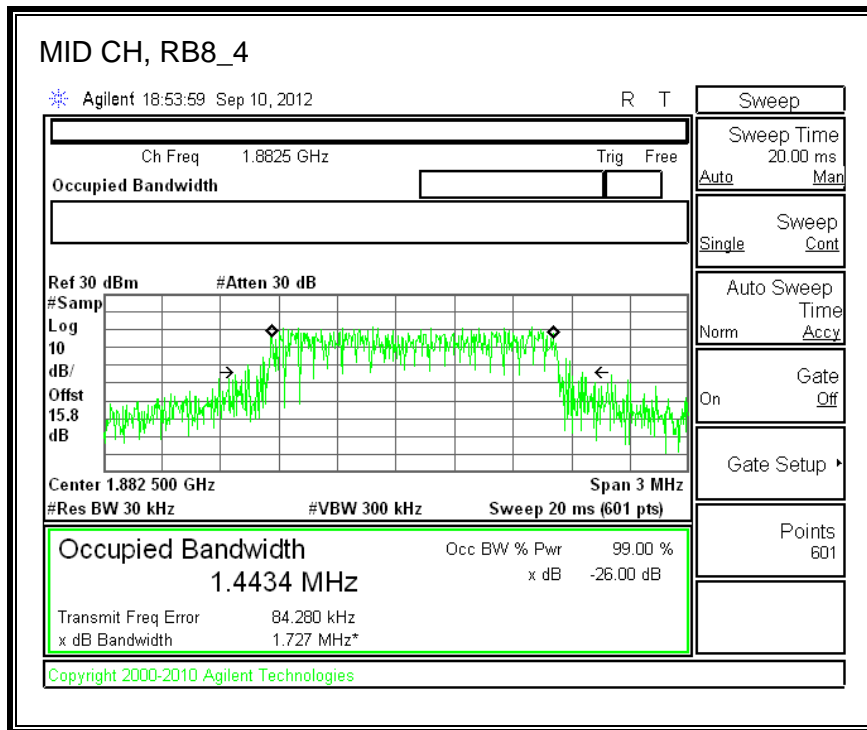 MID CH, RB8_4
Agilent 18:53:59 Sep 10, 2012 R T
Ch Freq 1.8825 GHz Trig Free
Occupied Bandwidth
Ref 30 dBm #Atten 30 dB
#Samp
Log
10
dB/
Offst
15.8
dB
Center 1.882 500 GHz Span 3 MHz
#Res BW 30 kHz #VBW 300 kHz Sweep 20 ms (601 pts)
Occupied Bandwidth
1.4434 MHz
Occ BW % Pwr 99.00 %
x dB -26.00 dB
Transmit Freq Error 84.280 kHz
x dB Bandwidth 1.727 MHz*
Copyright 2000-2010 Agilent Technologies
Sweep
Sweep Time
20.00 ms
Auto Man
Sweep
Single Cont
Auto Sweep
Time
Norm Accy
Gate
On Off
Gate Setup
Points
601